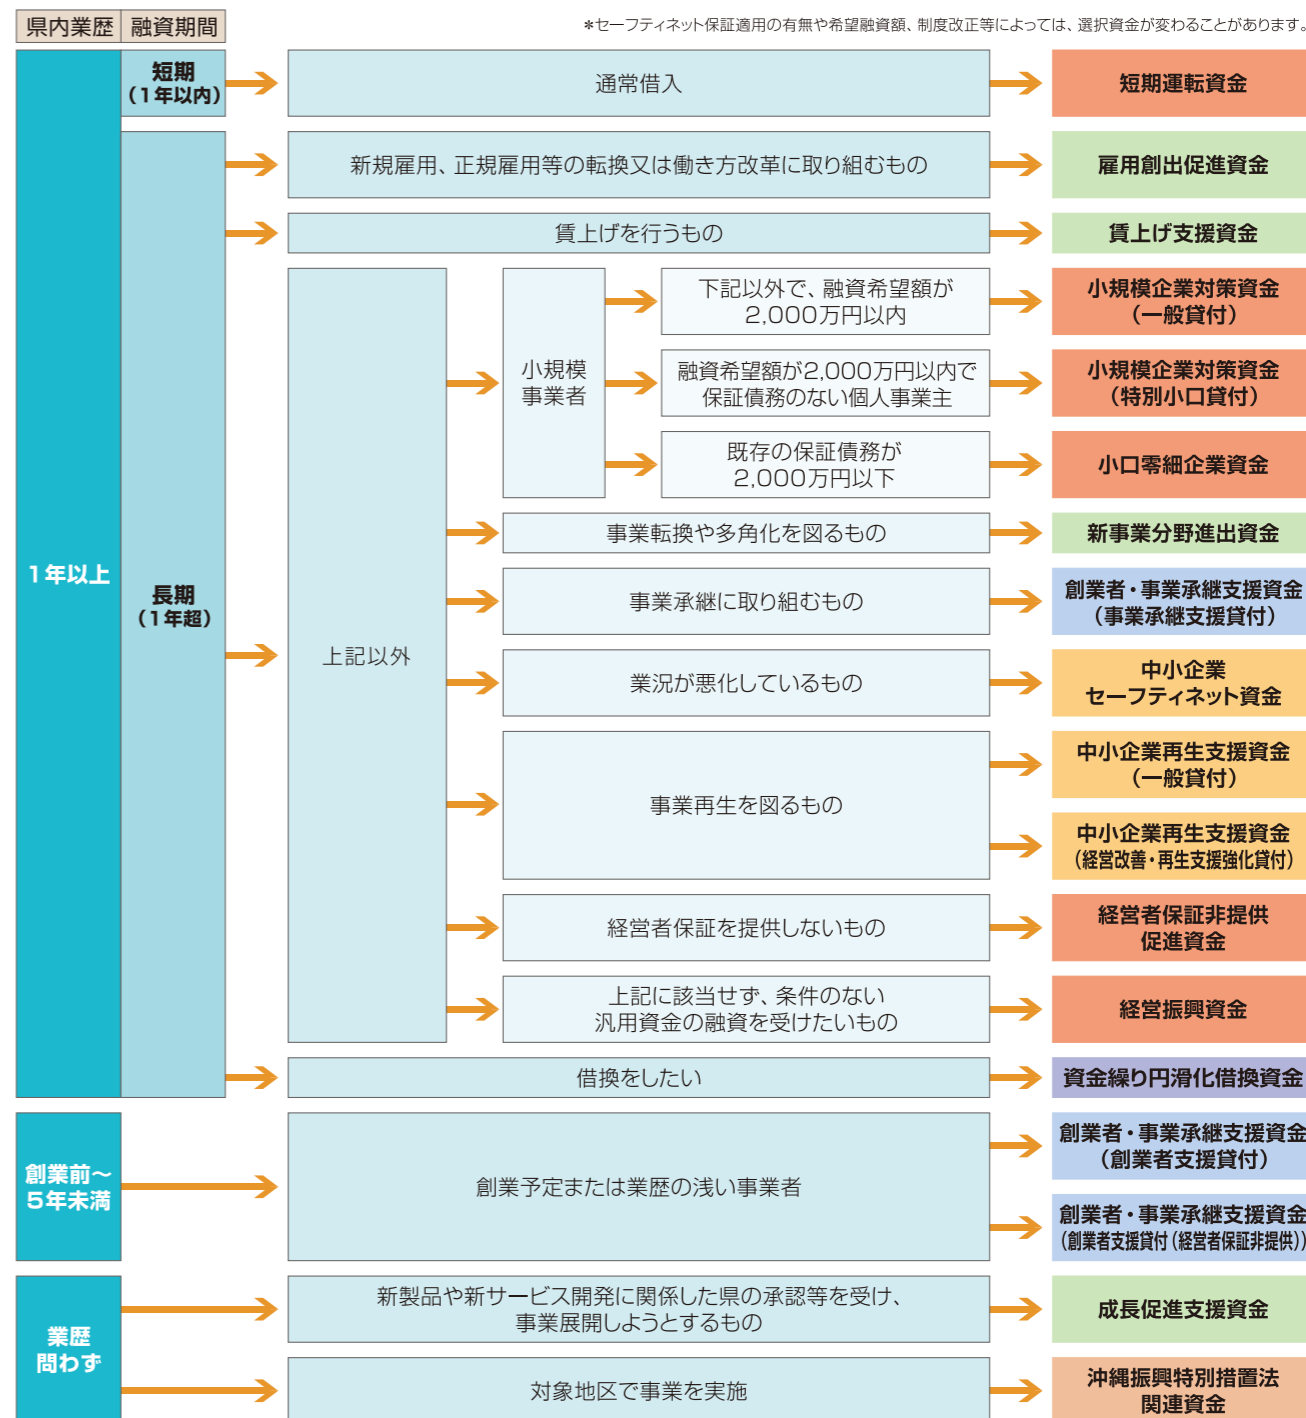 県内業歴 融資期間
*セーフティネット保証適用の有無や希望融資額、制度改正等によっては、選択資金が変わることがあります。
1年以上
短期
(1年以内)
通常借入
短期運転資金
長期
(1年超)
新規雇用、正規雇用等の転換又は働き方改革に取り組むもの
雇用創出促進資金
賃上げを行うもの
賃上げ支援資金
上記以外
小規模
事業者
下記以外で、融資希望額が
2,000万円以内
小規模企業対策資金
(一般貸付)
融資希望額が2,000万円以内で
保証債務のない個人事業主
小規模企業対策資金
(特別小口貸付)
既存の保証債務が
2,000万円以下
小口零細企業資金
事業転換や多角化を図るもの
新事業分野進出資金
事業承継に取り組むもの
創業者・事業承継支援資金
(事業承継支援貸付)
業況が悪化しているもの
中小企業
セーフティネット資金
事業再生を図るもの
中小企業再生支援資金
(一般貸付)
中小企業再生支援資金
(経営改善・再生支援強化貸付)
経営者保証を提供しないもの
経営者保証非提供
促進資金
上記に該当せず、条件のない
汎用資金の融資を受けたいもの
経営振興資金
借換をしたい
資金繰り円滑化借換資金
創業前〜
5年未満
創業予定または業歴の浅い事業者
創業者・事業承継支援資金
(創業者支援貸付)
創業者・事業承継支援資金
(創業者支援貸付(経営者保証非提供))
業歴
問わず
新製品や新サービス開発に関係した県の承認等を受け、
事業展開しようとするもの
成長促進支援資金
対象地区で事業を実施
沖縄振興特別措置法
関連資金